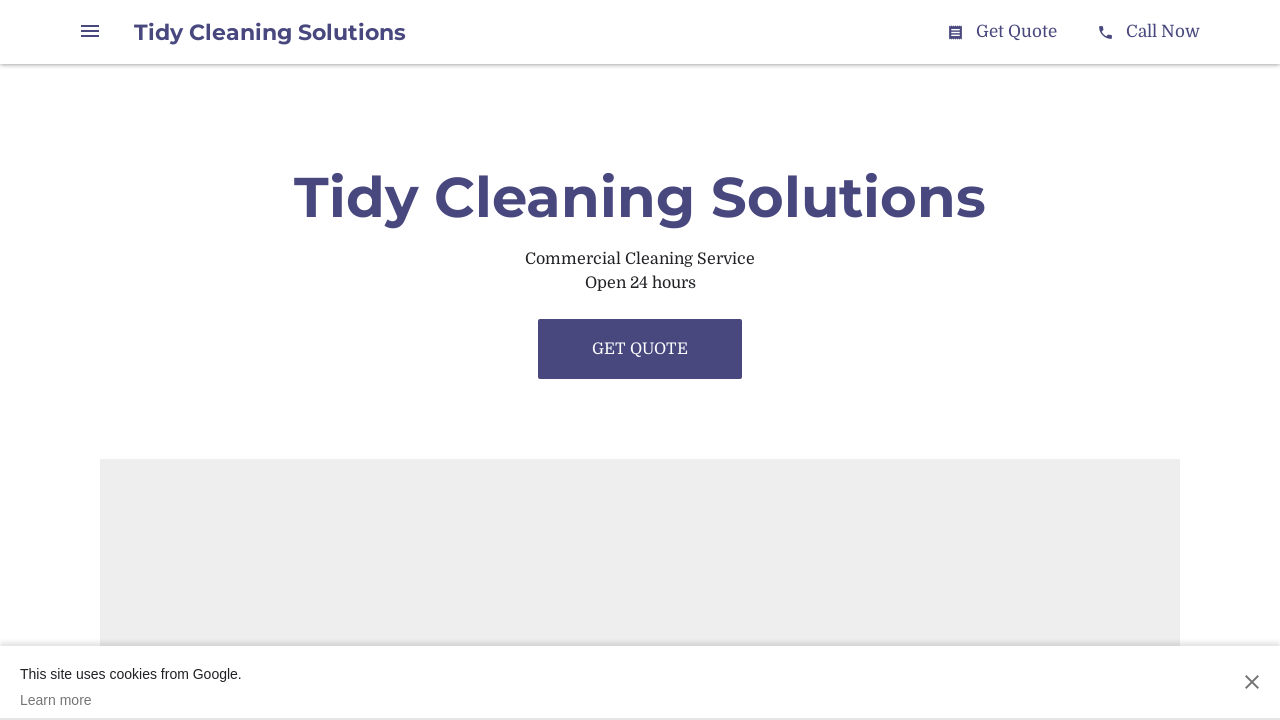 Tidy Cleaning Solutions
Get Quote
Call Now
Tidy Cleaning Solutions
Commercial Cleaning Service
Open 24 hours
GET QUOTE
This site uses cookies from Google.
Learn more